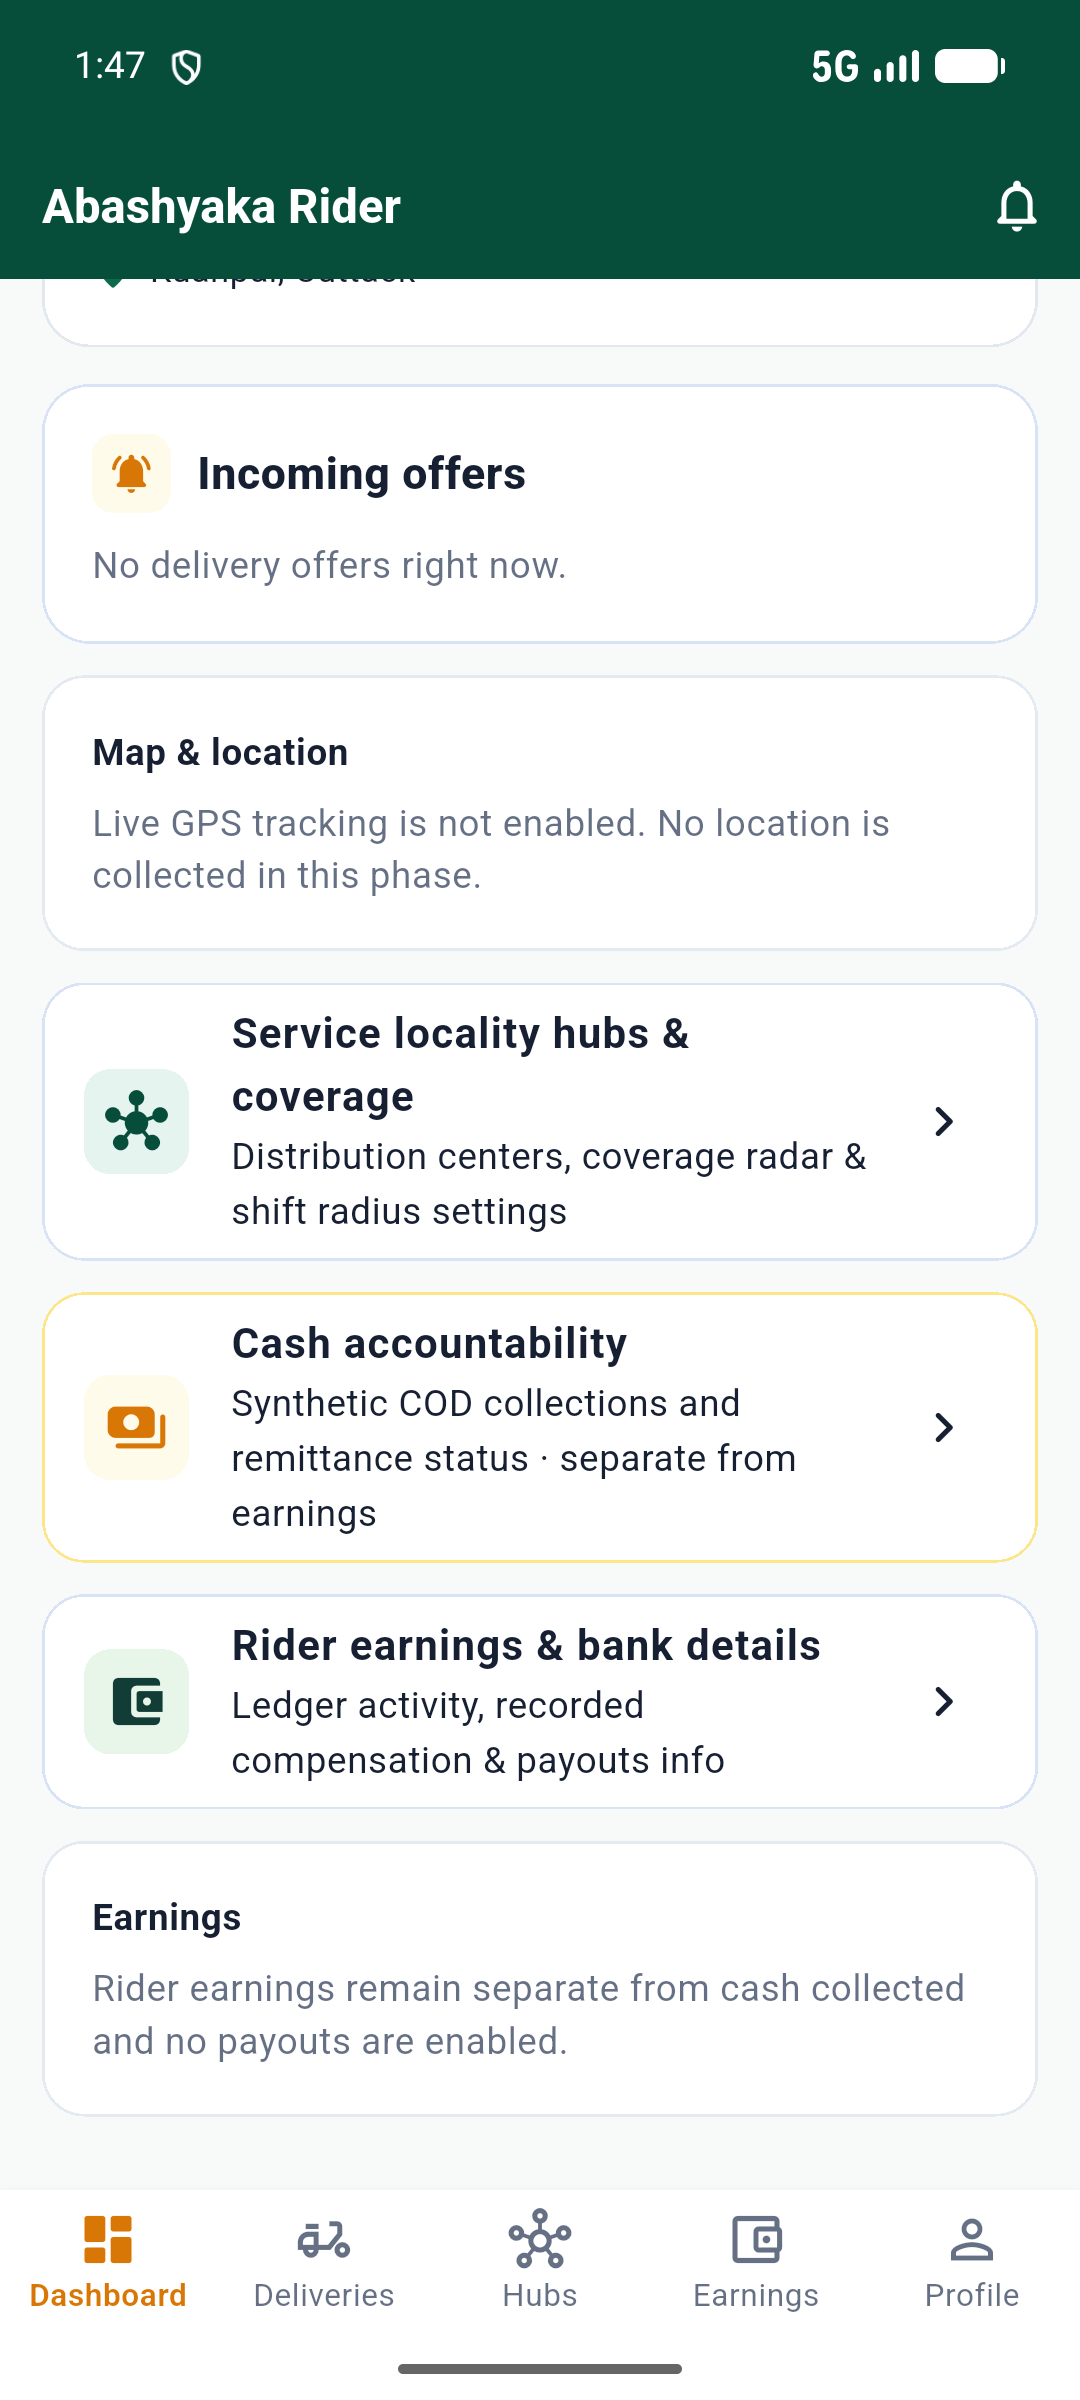 1:47
5G
Abashyaka Rider
Incoming offers
No delivery offers right now.
Map & location
Live GPS tracking is not enabled. No location is
collected in this phase.
Service locality hubs &
coverage
Distribution centers, coverage radar &
shift radius settings
Cash accountability
Synthetic COD collections and
remittance status · separate from
earnings
Rider earnings & bank details
Ledger activity, recorded
compensation & payouts info
Earnings
Rider earnings remain separate from cash collected
and no payouts are enabled.
Dashboard
Deliveries
Hubs
Earnings
Profile